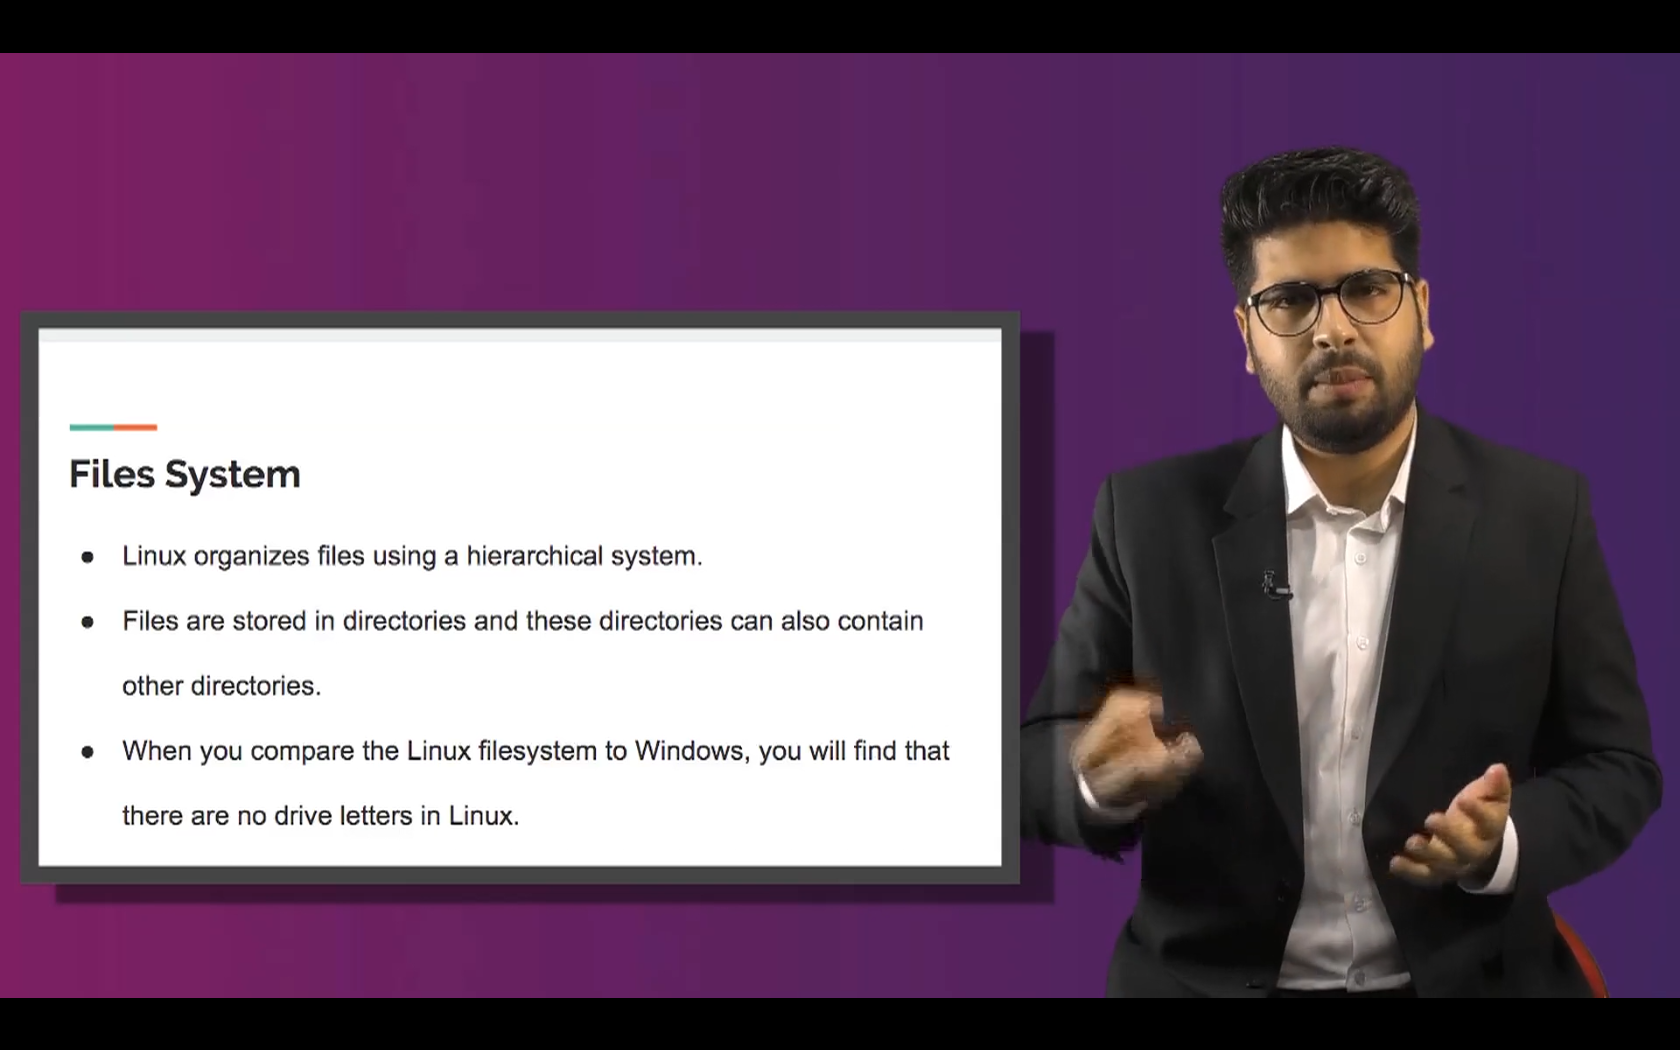 Files System
● Linux organizes files using a hierarchical system.
● Files are stored in directories and these directories can also contain
other directories.
● When you compare the Linux filesystem to Windows, you will find that
there are no drive letters in Linux.